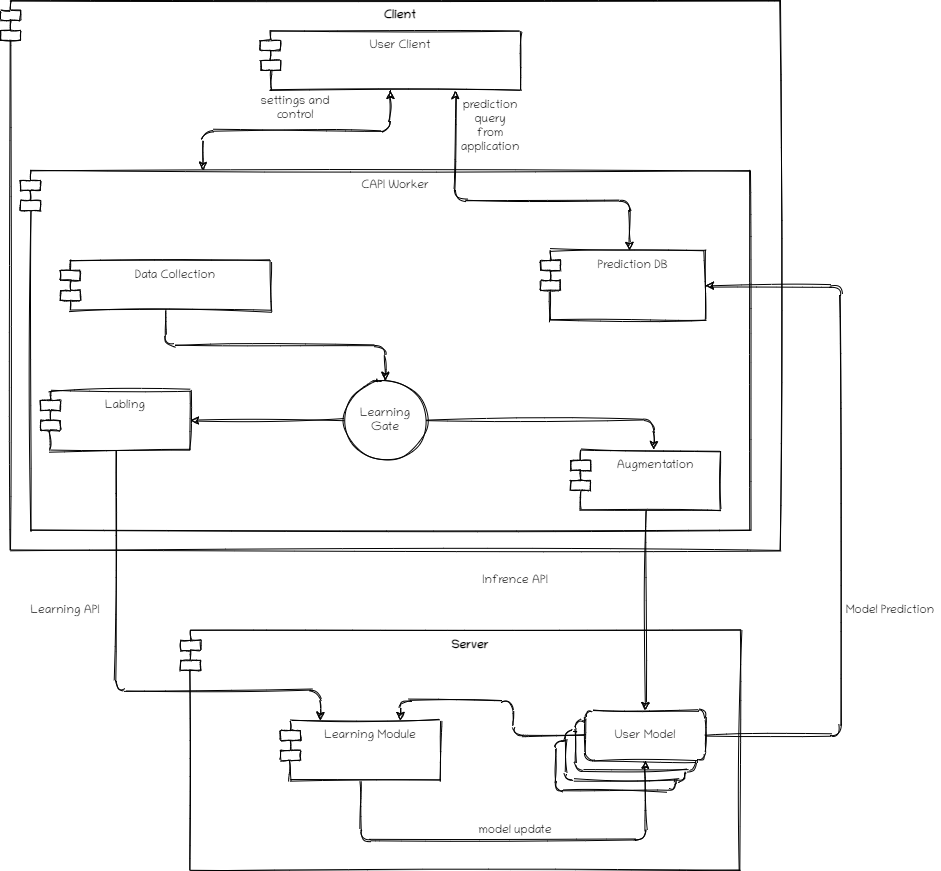 Client
User Client
settings and
control
prediction
query
from
application
CAPI Worker
Data Collection
Prediction DB
Labling
Learning
Gate
Augmentation
Infrence API
Learning API
Model Prediction
Server
Learning Module
User Model
model update